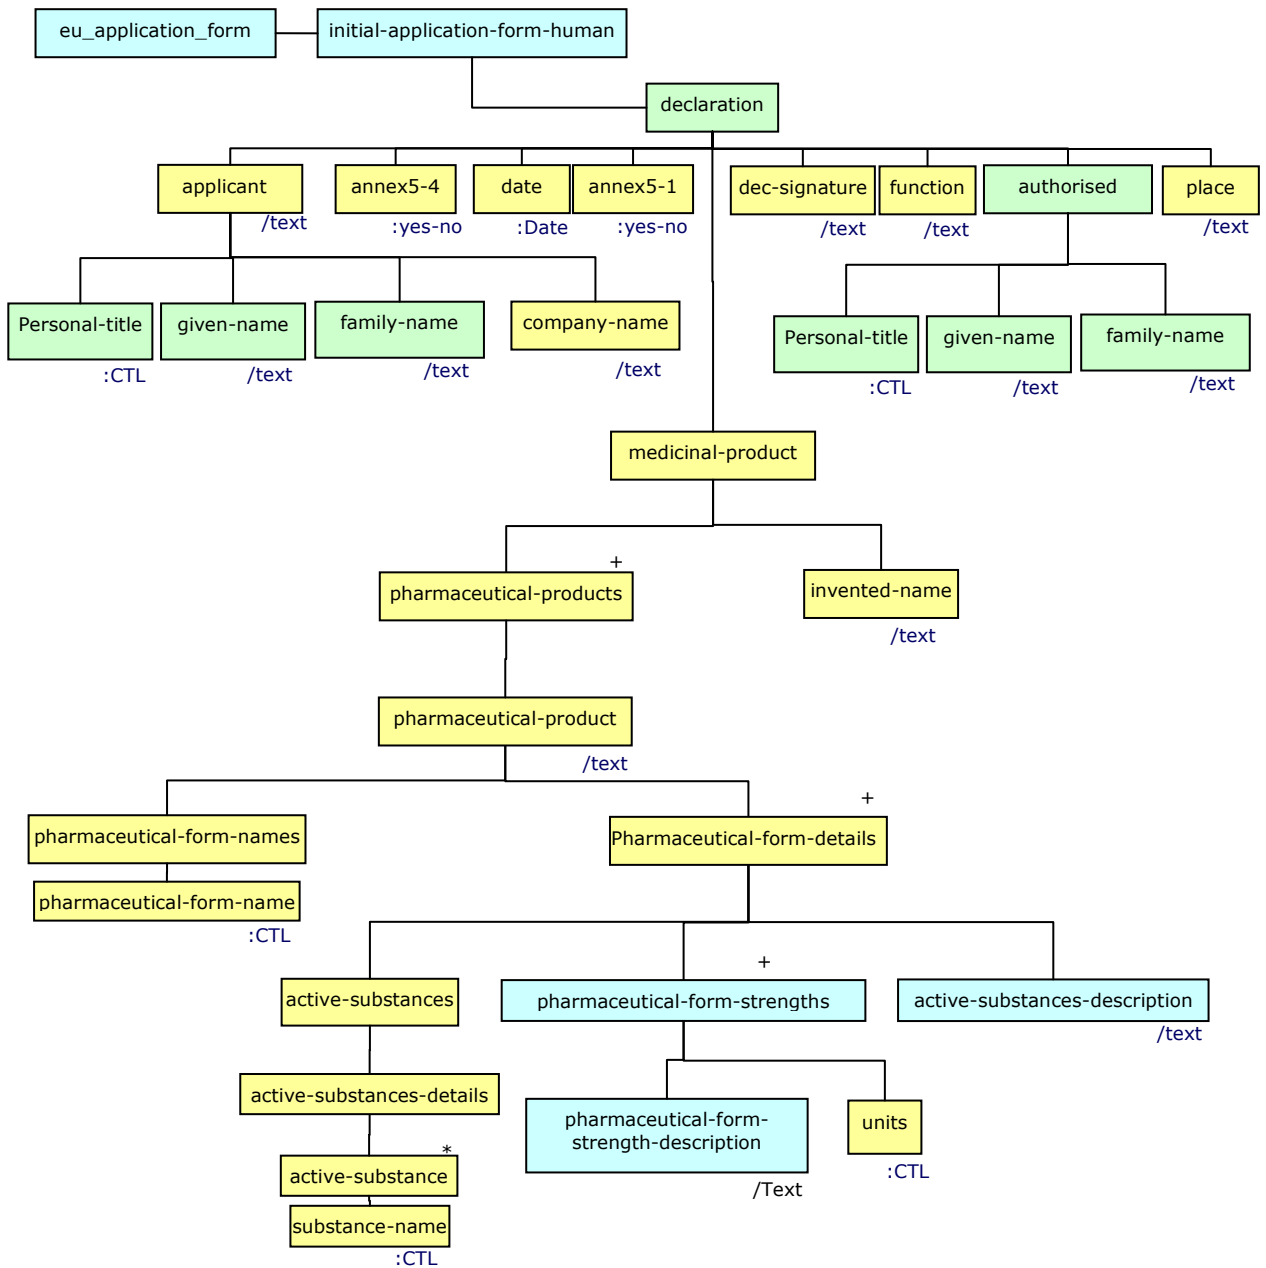 eu_application_form
initial-application-form-human
declaration
applicant
/text
annex5-4
:yes-no
date
:Date
annex5-1
:yes-no
dec-signature
/text
function
/text
authorised
place
/text
Personal-title
:CTL
given-name
/text
family-name
/text
company-name
/text
Personal-title
:CTL
given-name
/text
family-name
/text
medicinal-product
+
pharmaceutical-products
invented-name
/text
pharmaceutical-product
/text
pharmaceutical-form-names
pharmaceutical-form-name
:CTL
+
Pharmaceutical-form-details
active-substances
+
pharmaceutical-form-strengths
active-substances-description
/text
active-substances-details
pharmaceutical-form-
strength-description
/Text
units
:CTL
*
active-substance
substance-name
:CTL